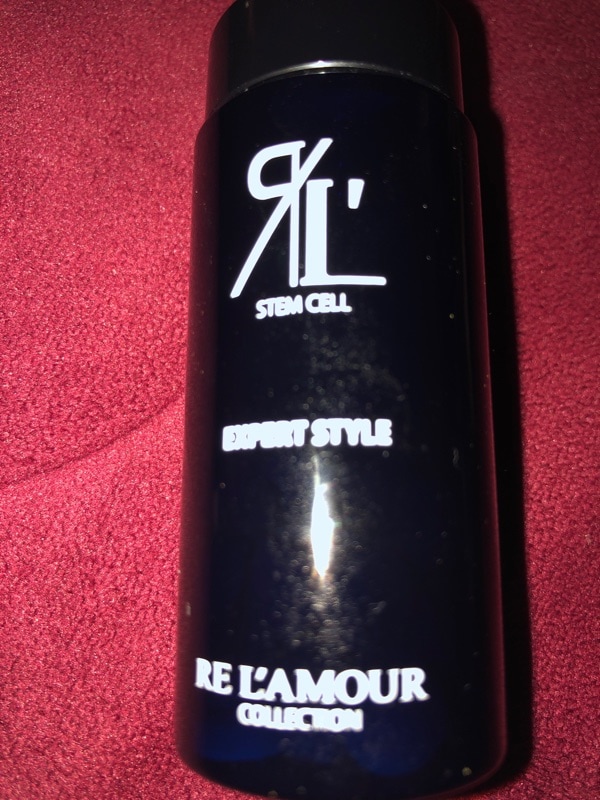 RL'
STEM CELL
EXPERT STYLE
RE L'AMOUR
COLLECTION